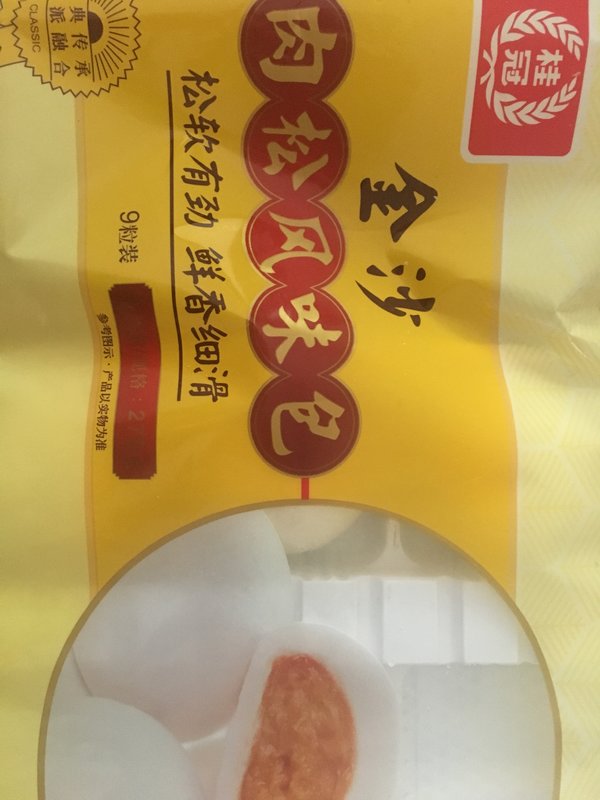 桂冠
金沙
肉松风味包
松软有劲 鲜香细滑
9粒装
参考图示·产品以实物为准
典传承
派融合
CLASSIC